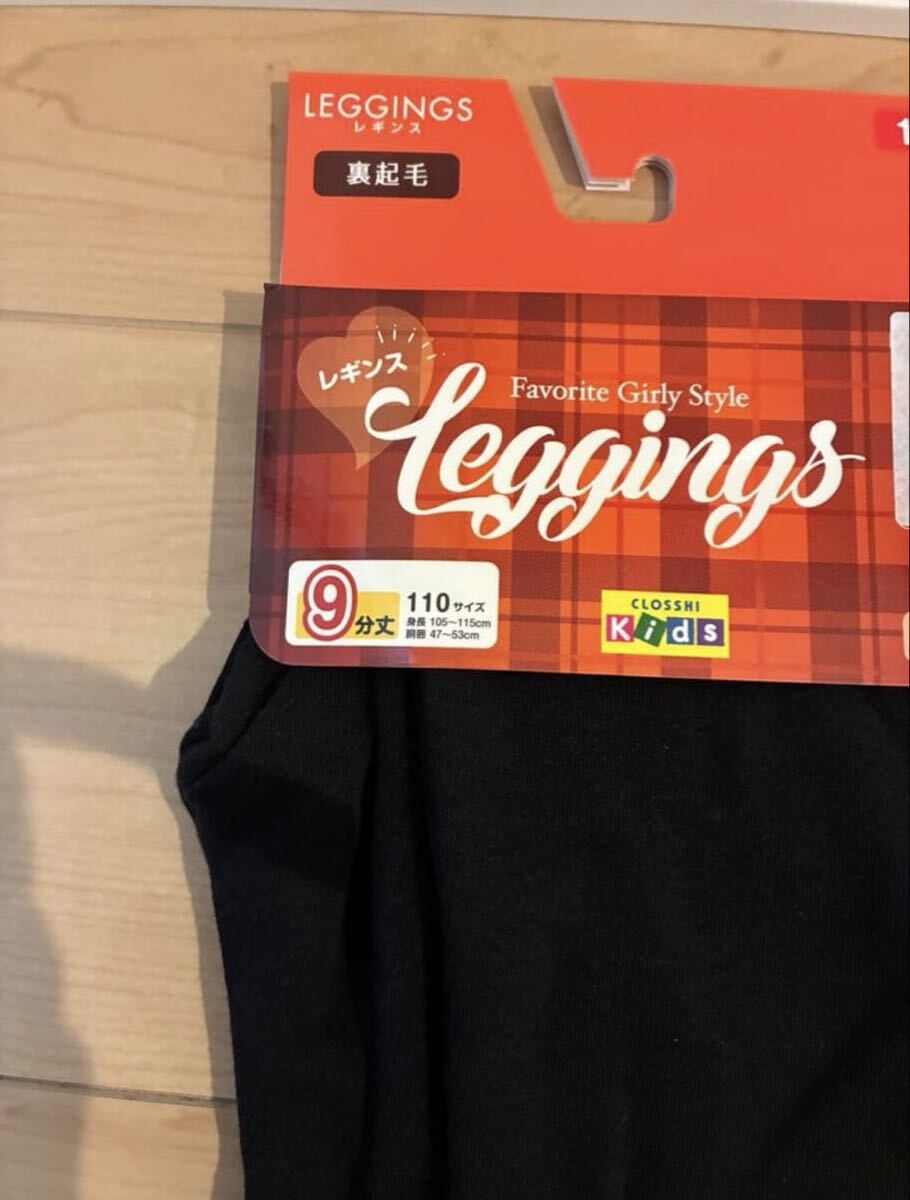 LEGGINGS
レギンス
裏起毛
1
レギンス
Favorite Girly Style
Leggings
9分丈
110サイズ
身長 105~115cm
胴囲 47~53cm
CLOSSHI
Kids